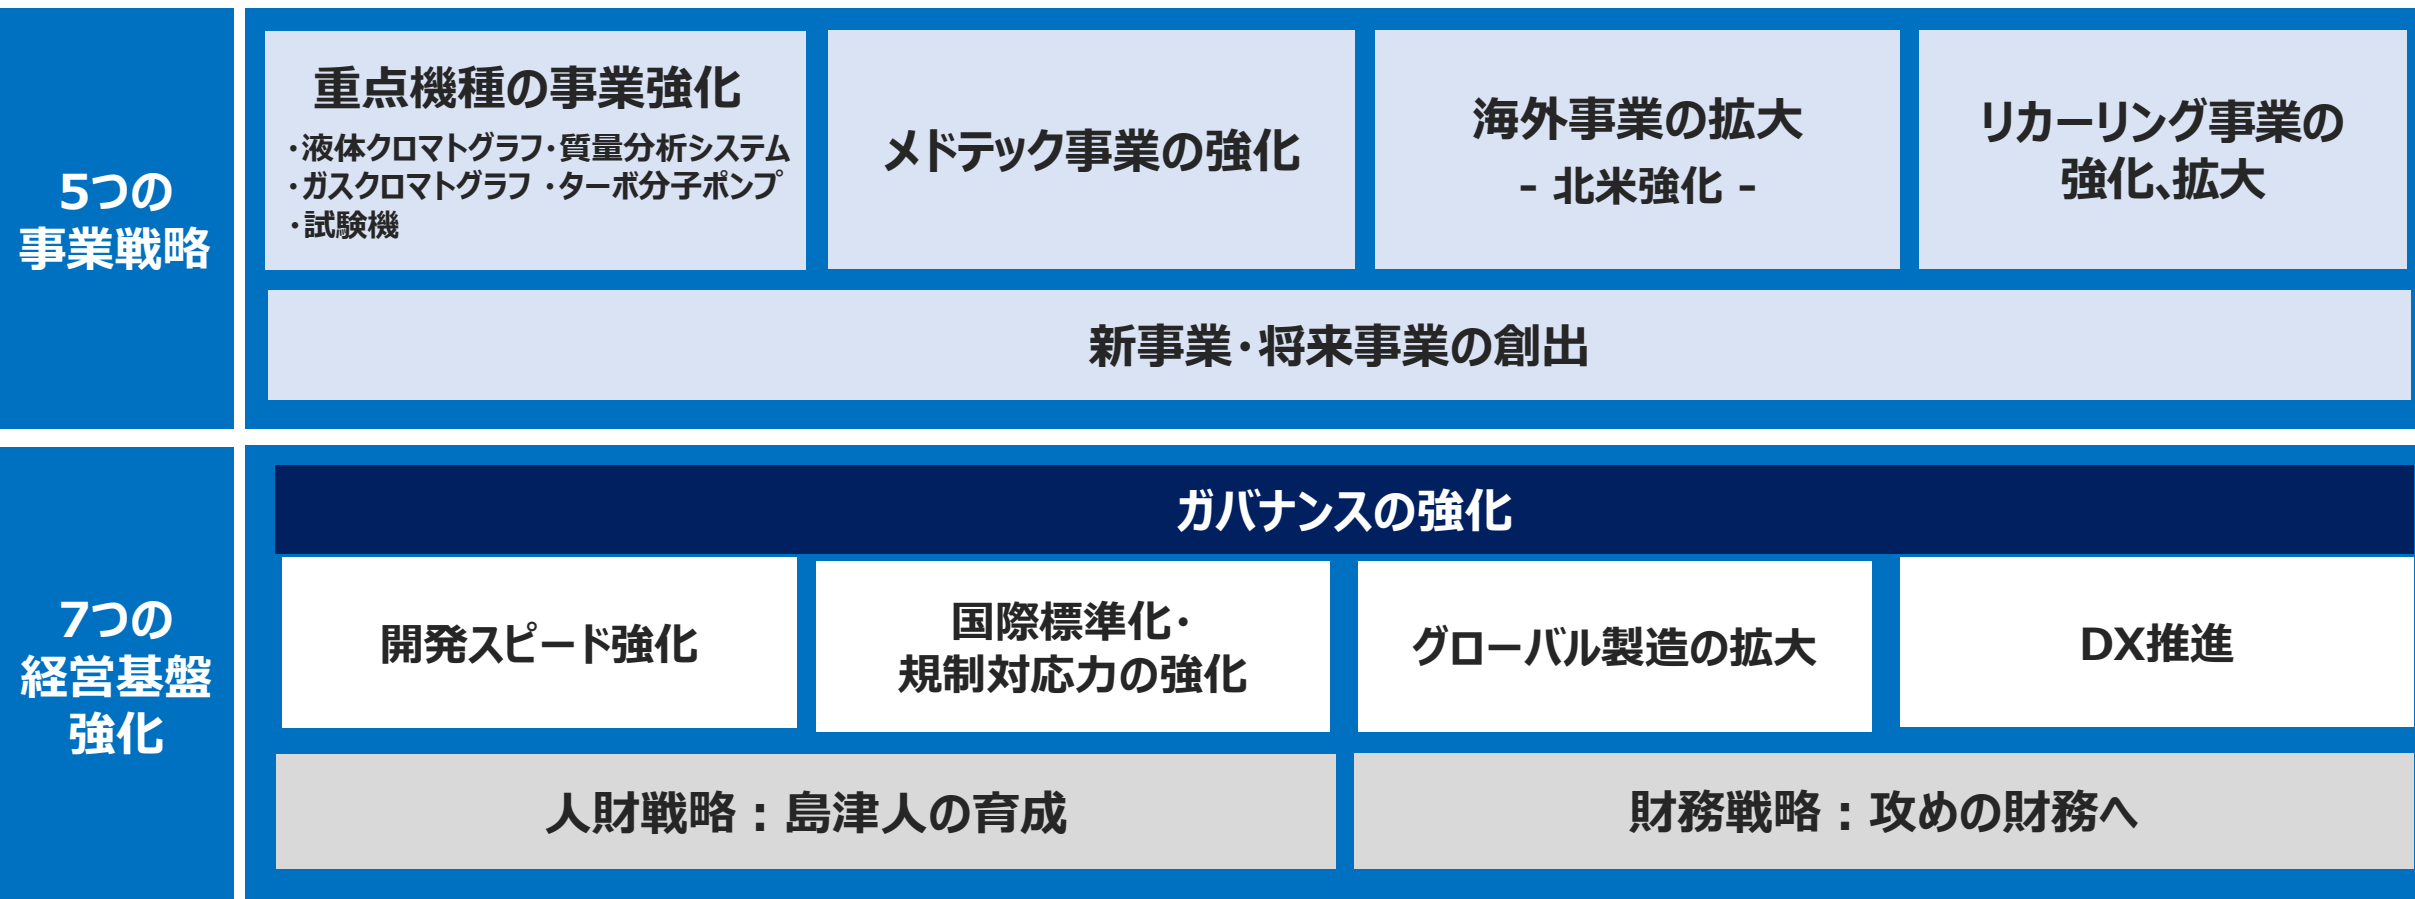 5つの
事業戦略
重点機種の事業強化
・液体クロマトグラフ・質量分析システム
・ガスクロマトグラフ ・ターボ分子ポンプ
・試験機
メドテック事業の強化
海外事業の拡大
- 北米強化 -
リカーリング事業の
強化、拡大
新事業・将来事業の創出
7つの
経営基盤
強化
ガバナンスの強化
開発スピード強化
国際標準化・
規制対応力の強化
グローバル製造の拡大
DX推進
人財戦略：島津人の育成
財務戦略：攻めの財務へ